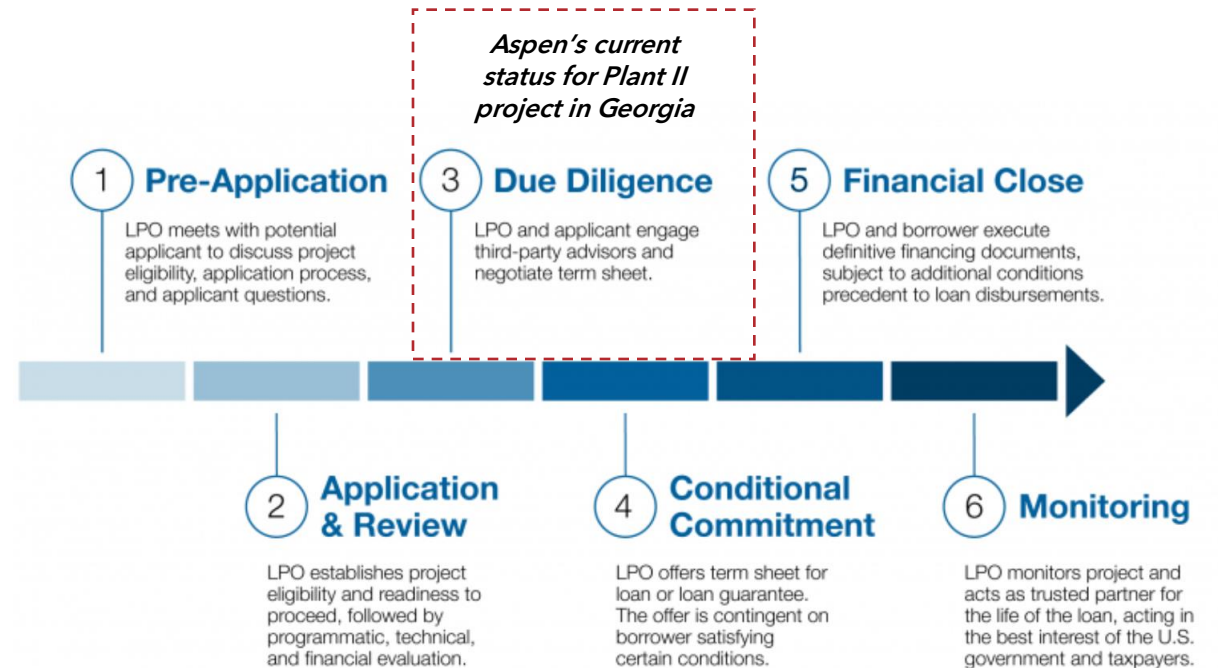 Aspen's current
status for Plant II
project in Georgia
1 Pre-Application
LPO meets with potential
applicant to discuss project
eligibility, application process,
and applicant questions.
3 Due Diligence
LPO and applicant engage
third-party advisors and
negotiate term sheet.
5 Financial Close
LPO and borrower execute
definitive financing documents,
subject to additional conditions
precedent to loan disbursements.
2 Application
& Review
LPO establishes project
eligibility and readiness to
proceed, followed by
programmatic, technical,
and financial evaluation.
4 Conditional
Commitment
LPO offers term sheet for
loan or loan guarantee.
The offer is contingent on
borrower satisfying
certain conditions.
6 Monitoring
LPO monitors project and
acts as trusted partner for
the life of the loan, acting in
the best interest of the U.S.
government and taxpayers.